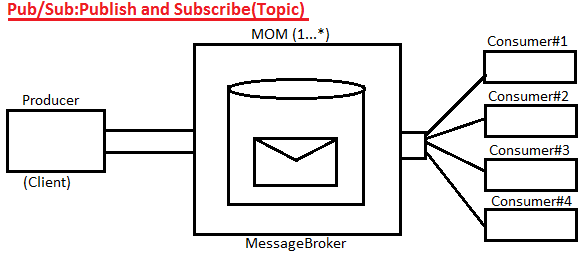 Pub/Sub:Publish and Subscribe(Topic)
MOM (1...*)
Consumer#1
Producer
Consumer#2
Consumer#3
(Client)
Consumer#4
MessageBroker